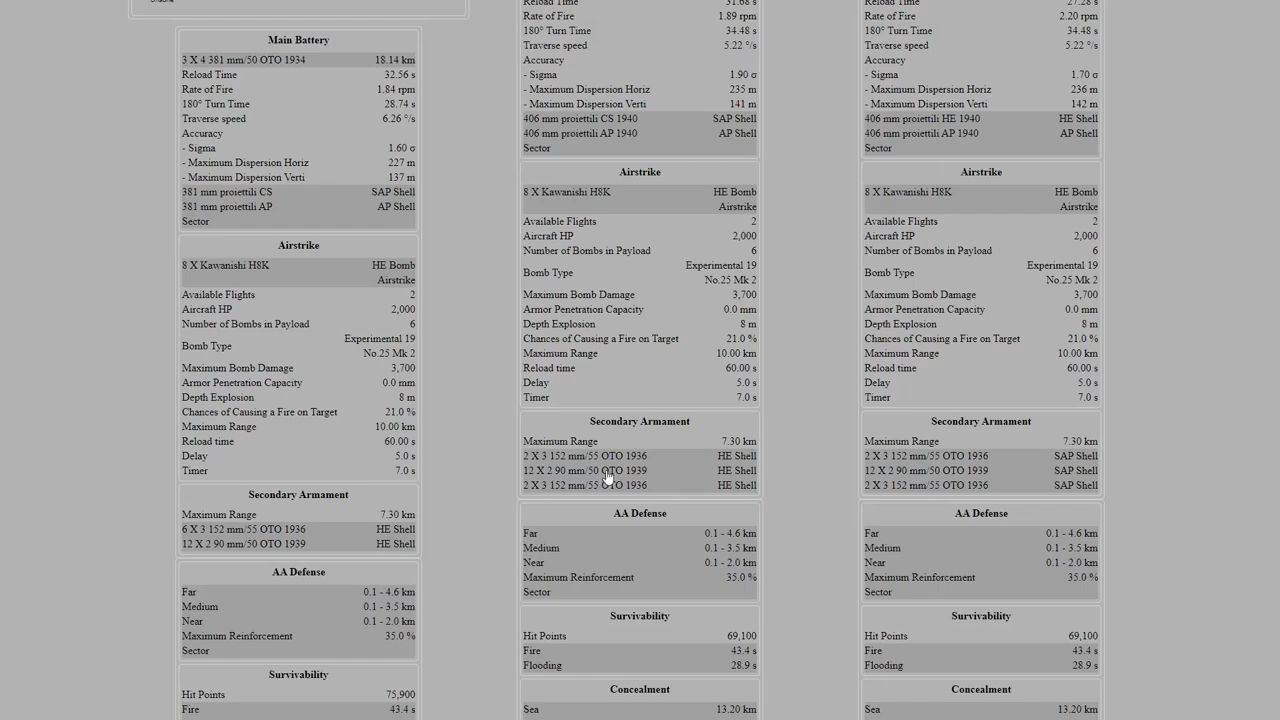 Main Battery
3 X 4 381 mm/50 OTO 1934 18.14 km
Reload Time 32.56 s
Rate of Fire 1.84 rpm
180° Turn Time 28.74 s
Traverse speed 6.26 °/s
Accuracy
- Sigma 1.60 σ
- Maximum Dispersion Horiz 227 m
- Maximum Dispersion Verti 137 m
381 mm proiettili CS SAP Shell
381 mm proiettili AP AP Shell
Sector
Airstrike
8 X Kawanishi H8K HE Bomb
Airstrike
Available Flights 2
Aircraft HP 2,000
Number of Bombs in Payload 6
Bomb Type Experimental 19
No.25 Mk 2
Maximum Bomb Damage 3,700
Armor Penetration Capacity 0.0 mm
Depth Explosion 8 m
Chances of Causing a Fire on Target 21.0 %
Maximum Range 10.00 km
Reload time 60.00 s
Delay 5.0 s
Timer 7.0 s
Secondary Armament
Maximum Range 7.30 km
6 X 3 152 mm/55 OTO 1936 HE Shell
12 X 2 90 mm/50 OTO 1939 HE Shell
AA Defense
Far 0.1 - 4.6 km
Medium 0.1 - 3.5 km
Near 0.1 - 2.0 km
Maximum Reinforcement 35.0 %
Sector
Survivability
Hit Points 75,900
Fire 43.4 s
Reload Time 31.68 s
Rate of Fire 1.89 rpm
180° Turn Time 34.48 s
Traverse speed 5.22 °/s
Accuracy
- Sigma 1.90 σ
- Maximum Dispersion Horiz 235 m
- Maximum Dispersion Verti 141 m
406 mm proiettili CS 1940 SAP Shell
406 mm proiettili AP 1940 AP Shell
Sector
Airstrike
8 X Kawanishi H8K HE Bomb
Airstrike
Available Flights 2
Aircraft HP 2,000
Number of Bombs in Payload 6
Bomb Type Experimental 19
No.25 Mk 2
Maximum Bomb Damage 3,700
Armor Penetration Capacity 0.0 mm
Depth Explosion 8 m
Chances of Causing a Fire on Target 21.0 %
Maximum Range 10.00 km
Reload time 60.00 s
Delay 5.0 s
Timer 7.0 s
Secondary Armament
Maximum Range 7.30 km
2 X 3 152 mm/55 OTO 1936 HE Shell
12 X 2 90 mm/50 OTO 1939 HE Shell
2 X 3 152 mm/55 OTO 1936 HE Shell
AA Defense
Far 0.1 - 4.6 km
Medium 0.1 - 3.5 km
Near 0.1 - 2.0 km
Maximum Reinforcement 35.0 %
Sector
Survivability
Hit Points 69,100
Fire 43.4 s
Flooding 28.9 s
Concealment
Sea 13.20 km
Reload Time 27.28 s
Rate of Fire 2.20 rpm
180° Turn Time 34.48 s
Traverse speed 5.22 °/s
Accuracy
- Sigma 1.70 σ
- Maximum Dispersion Horiz 236 m
- Maximum Dispersion Verti 142 m
406 mm proiettili HE 1940 HE Shell
406 mm proiettili AP 1940 AP Shell
Sector
Airstrike
8 X Kawanishi H8K HE Bomb
Airstrike
Available Flights 2
Aircraft HP 2,000
Number of Bombs in Payload 6
Bomb Type Experimental 19
No.25 Mk 2
Maximum Bomb Damage 3,700
Armor Penetration Capacity 0.0 mm
Depth Explosion 8 m
Chances of Causing a Fire on Target 21.0 %
Maximum Range 10.00 km
Reload time 60.00 s
Delay 5.0 s
Timer 7.0 s
Secondary Armament
Maximum Range 7.30 km
2 X 3 152 mm/55 OTO 1936 SAP Shell
12 X 2 90 mm/50 OTO 1939 SAP Shell
2 X 3 152 mm/55 OTO 1936 SAP Shell
AA Defense
Far 0.1 - 4.6 km
Medium 0.1 - 3.5 km
Near 0.1 - 2.0 km
Maximum Reinforcement 35.0 %
Sector
Survivability
Hit Points 69,100
Fire 43.4 s
Flooding 28.9 s
Concealment
Sea 13.20 km